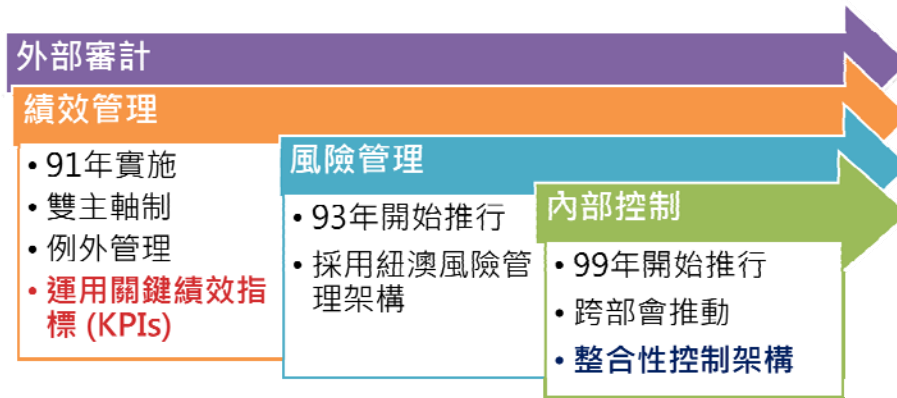 外部審計
績效管理
• 91年實施
• 雙主軸制
• 例外管理
• 運用關鍵績效指
標 (KPIs)
風險管理
• 93年開始推行
• 採用紐澳風險管
理架構
內部控制
• 99年開始推行
• 跨部會推動
• 整合性控制架構